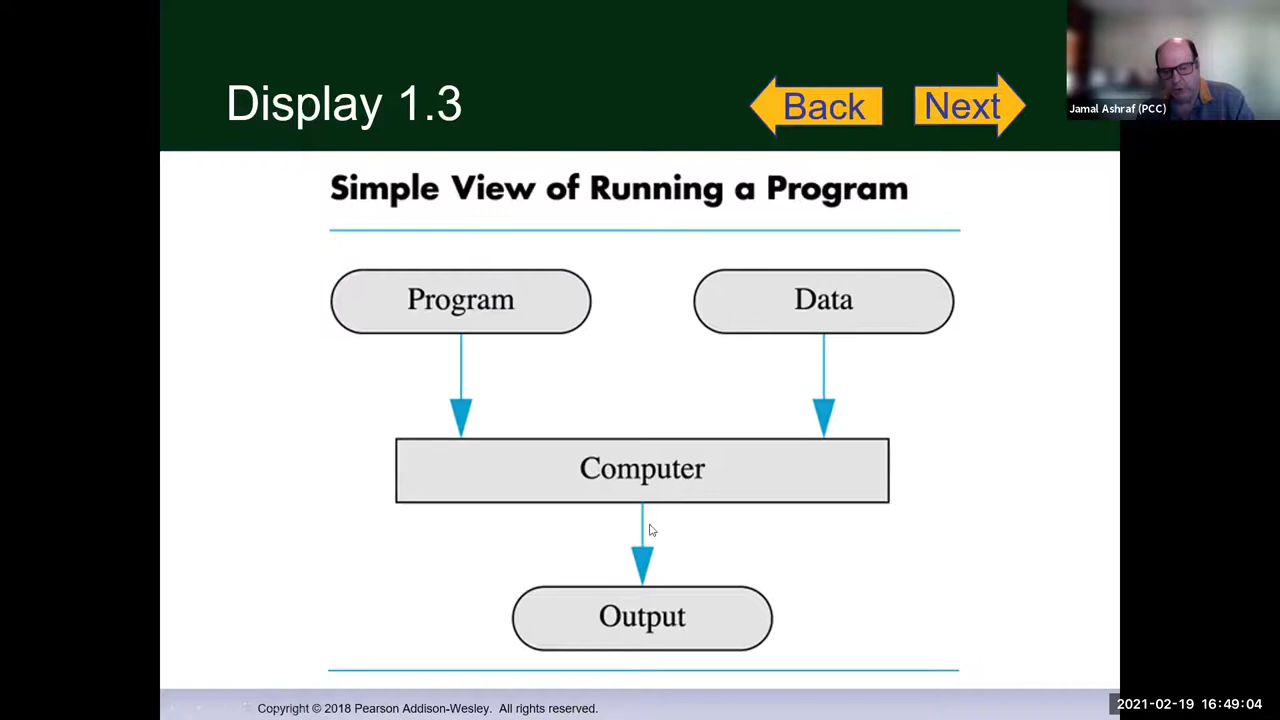 Display 1.3
Back
Next
Jamal Ashraf (PCC)
Simple View of Running a Program
Program
Data
Computer
Output
Copyright © 2018 Pearson Addison-Wesley. All rights reserved.
2021-02-19 16:49:04